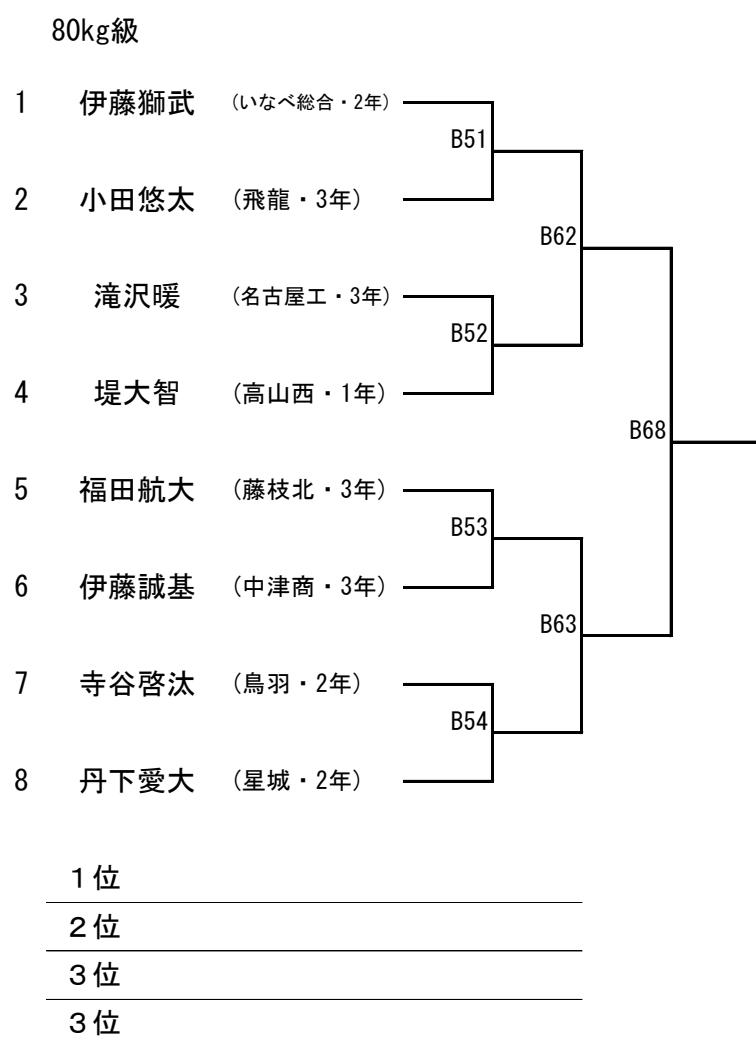 80kg級
1 伊藤獅武 (いなべ総合・2年)
B51
2 小田悠太 (飛龍・3年)
B62
3 滝沢暖 (名古屋工・3年)
B52
4 堤大智 (高山西・1年)
B68
5 福田航大 (藤枝北・3年)
B53
6 伊藤誠基 (中津商・3年)
B63
7 寺谷啓汰 (鳥羽・2年)
B54
8 丹下愛大 (星城・2年)
１位
２位
３位
３位